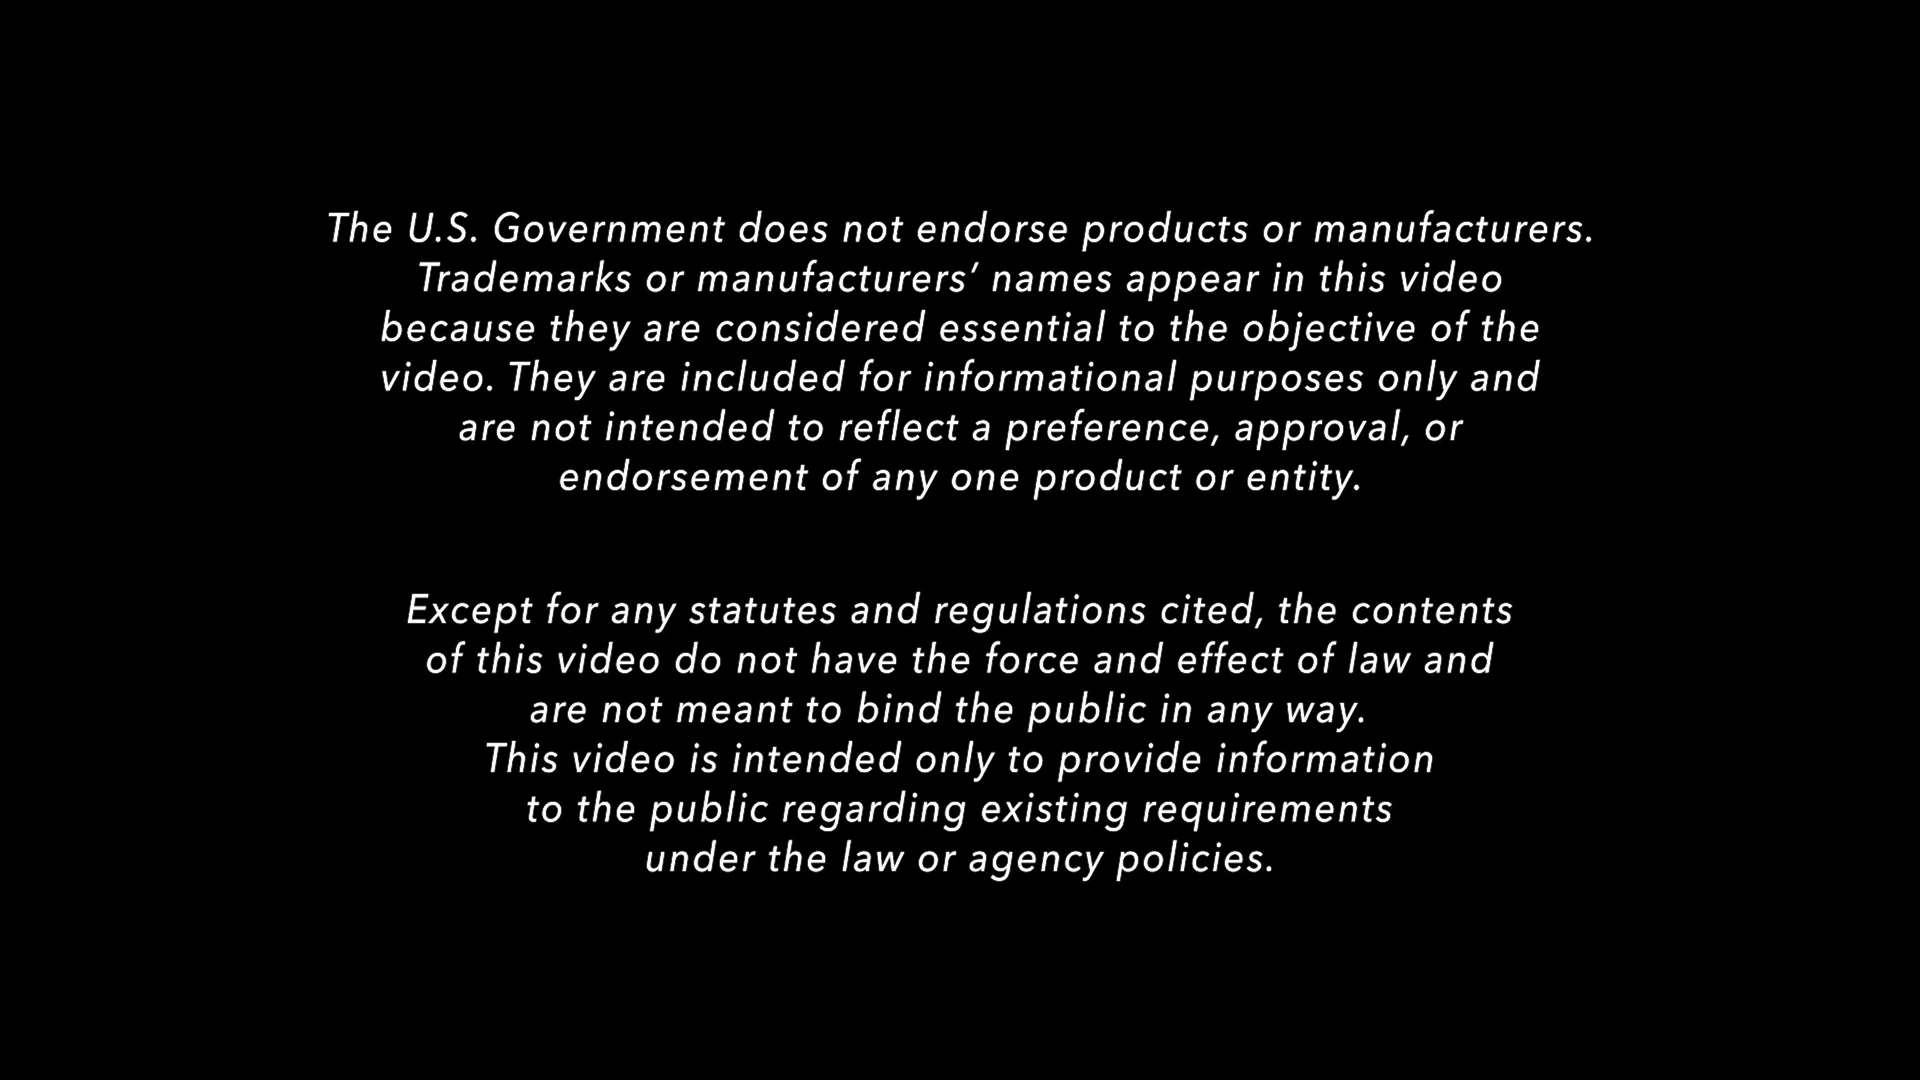 The U.S. Government does not endorse products or manufacturers.
Trademarks or manufacturers’ names appear in this video
because they are considered essential to the objective of the
video. They are included for informational purposes only and
are not intended to reflect a preference, approval, or
endorsement of any one product or entity.
Except for any statutes and regulations cited, the contents
of this video do not have the force and effect of law and
are not meant to bind the public in any way.
This video is intended only to provide information
to the public regarding existing requirements
under the law or agency policies.